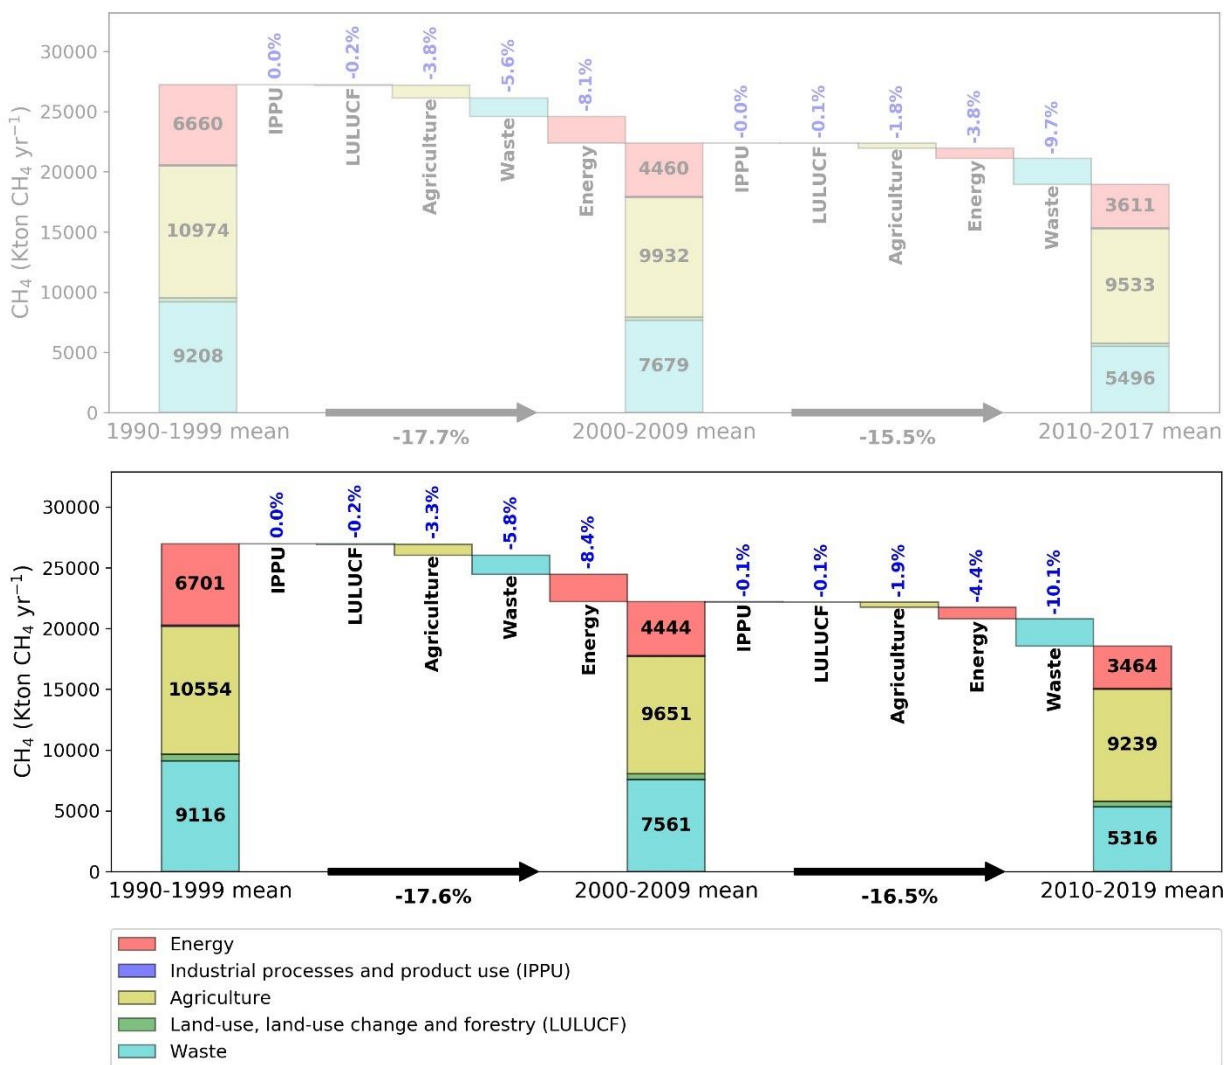 30000
25000
20000
15000
10000
5000
0
CH₄ (Kton CH₄ yr⁻¹)
6660
10974
9208
IPPU 0.0%
LULUCF -0.2%
Agriculture -3.8%
Waste -5.6%
Energy -8.1%
4460
9932
7679
IPPU -0.0%
LULUCF -0.1%
Agriculture -1.8%
Energy -3.8%
Waste -9.7%
3611
9533
5496
1990-1999 mean
-17.7%
2000-2009 mean
-15.5%
2010-2017 mean
30000
25000
20000
15000
10000
5000
0
CH₄ (Kton CH₄ yr⁻¹)
6701
10554
9116
IPPU 0.0%
LULUCF -0.2%
Agriculture -3.3%
Waste -5.8%
Energy -8.4%
4444
9651
7561
IPPU -0.1%
LULUCF -0.1%
Agriculture -1.9%
Energy -4.4%
Waste -10.1%
3464
9239
5316
1990-1999 mean
-17.6%
2000-2009 mean
-16.5%
2010-2019 mean
Energy
Industrial processes and product use (IPPU)
Agriculture
Land-use, land-use change and forestry (LULUCF)
Waste